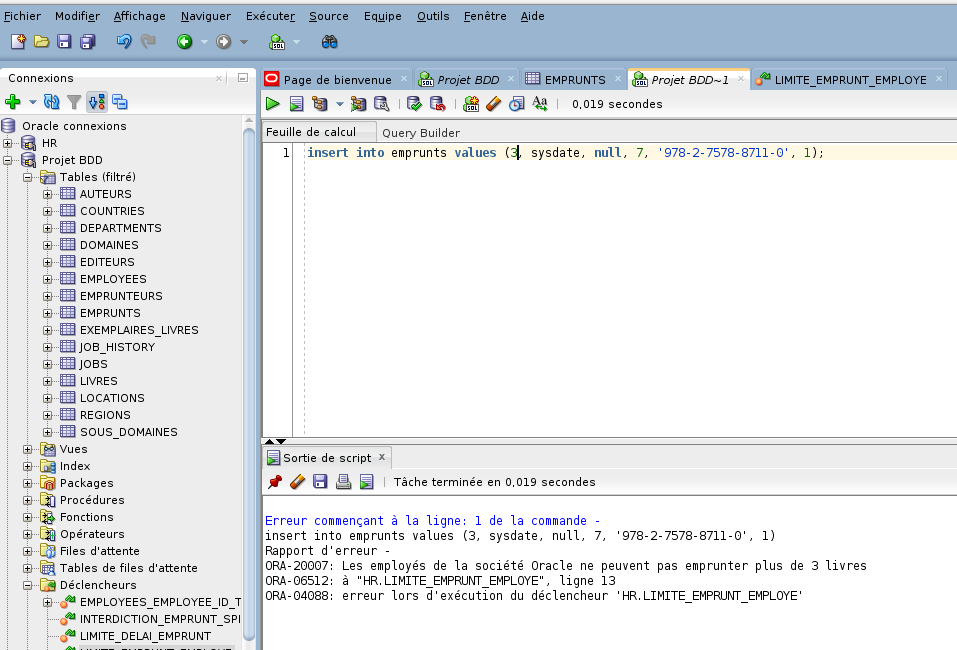 Fichier Modifier Affichage Naviguer Exécuter Source Equipe Outils Fenêtre Aide
Connexions
Page de bienvenue Projet BDD EMPRUNTS Projet BDD~1 LIMITE_EMPRUNT_EMPLOYE
0,019 secondes
Feuille de calcul Query Builder
1 insert into emprunts values (3, sysdate, null, 7, '978-2-7578-8711-0', 1);
Oracle connexions
HR
Projet BDD
Tables (filtré)
AUTEURS
COUNTRIES
DEPARTMENTS
DOMAINES
EDITEURS
EMPLOYEES
EMPRUNTEURS
EMPRUNTS
EXEMPLAIRES_LIVRES
JOB_HISTORY
JOBS
LIVRES
LOCATIONS
REGIONS
SOUS_DOMAINES
Vues
Index
Packages
Procédures
Fonctions
Opérateurs
Files d'attente
Tables de files d'attente
Déclencheurs
EMPLOYEES_EMPLOYEE_ID_T
INTERDICTION_EMPRUNT_SPI
LIMITE_DELAI_EMPRUNT
Sortie de script
Tâche terminée en 0,019 secondes
Erreur commençant à la ligne: 1 de la commande -
insert into emprunts values (3, sysdate, null, 7, '978-2-7578-8711-0', 1)
Rapport d'erreur -
ORA-20007: Les employés de la société Oracle ne peuvent pas emprunter plus de 3 livres
ORA-06512: à "HR.LIMITE_EMPRUNT_EMPLOYE", ligne 13
ORA-04088: erreur lors d'exécution du déclencheur 'HR.LIMITE_EMPRUNT_EMPLOYE'